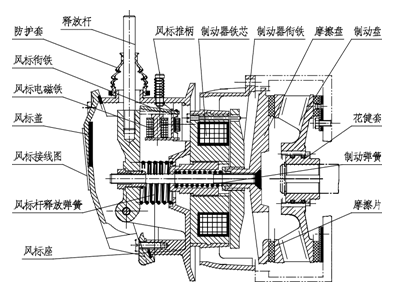 释放杆
防护套
风标推柄
制动器铁芯
制动器衔铁
摩擦盘
制动盘
风标衔铁
风标电磁铁
风标盖
花键套
风标接线图
制动弹簧
风标杆释放弹簧
摩擦片
风标座